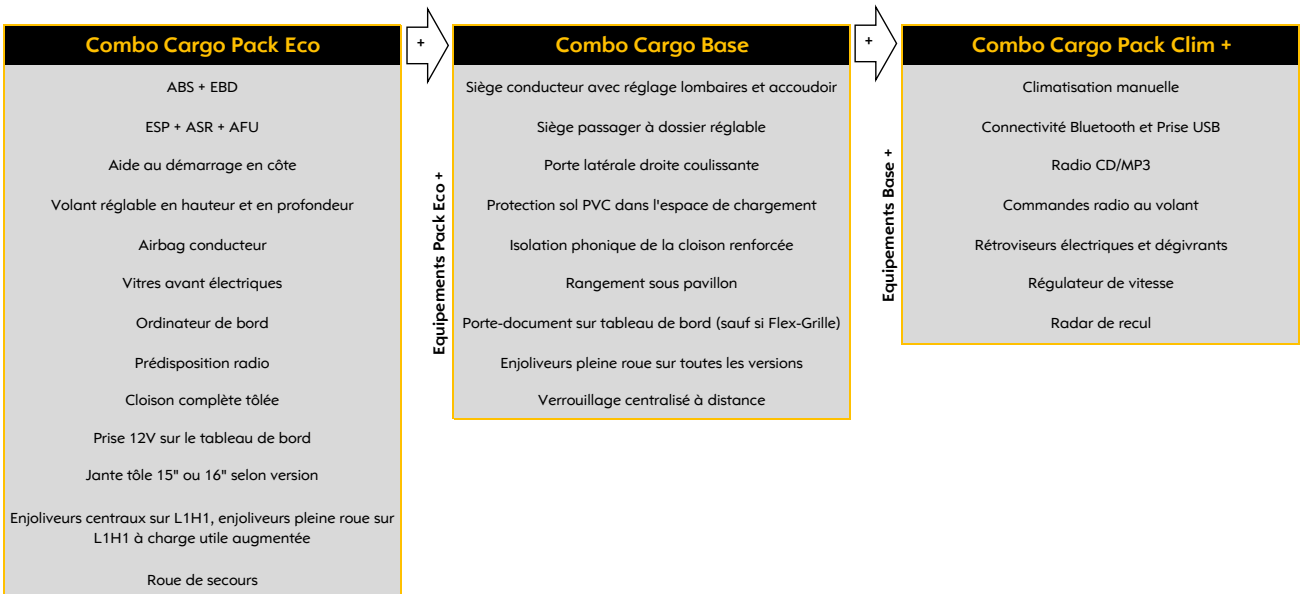 Combo Cargo Pack Eco
ABS + EBD
ESP + ASR + AFU
Aide au démarrage en côte
Volant réglable en hauteur et en profondeur
Airbag conducteur
Vitres avant électriques
Ordinateur de bord
Prédisposition radio
Cloison complète tôlée
Prise 12V sur le tableau de bord
Jante tôle 15" ou 16" selon version
Enjoliveurs centraux sur L1H1, enjoliveurs pleine roue sur
L1H1 à charge utile augmentée
Roue de secours
+
Equipements Pack Eco +
Combo Cargo Base
Siège conducteur avec réglage lombaires et accoudoir
Siège passager à dossier réglable
Porte latérale droite coulissante
Protection sol PVC dans l'espace de chargement
Isolation phonique de la cloison renforcée
Rangement sous pavillon
Porte-document sur tableau de bord (sauf si Flex-Grille)
Enjoliveurs pleine roue sur toutes les versions
Verrouillage centralisé à distance
+
Equipements Base +
Combo Cargo Pack Clim +
Climatisation manuelle
Connectivité Bluetooth et Prise USB
Radio CD/MP3
Commandes radio au volant
Rétroviseurs électriques et dégivrants
Régulateur de vitesse
Radar de recul